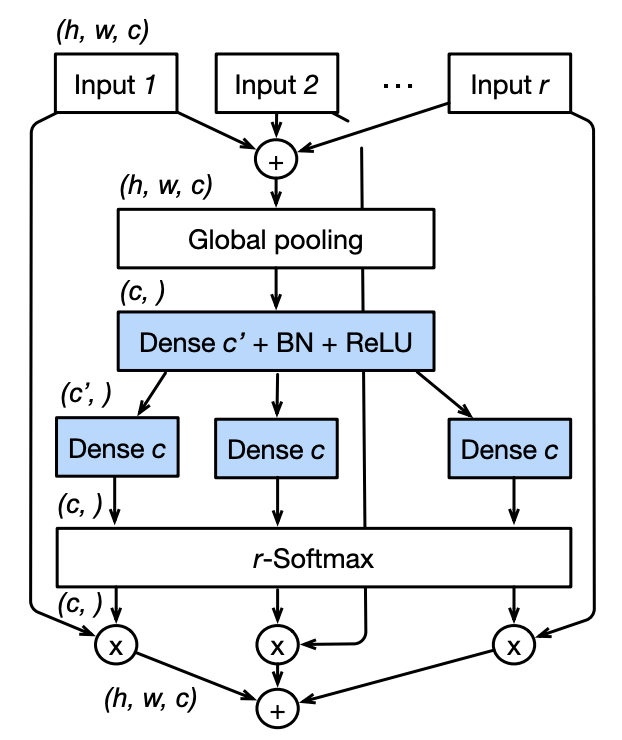 (h, w, c)
Input 1
Input 2
...
Input r
+
(h, w, c)
Global pooling
(c, )
Dense c’ + BN + ReLU
(c’, )
Dense c
Dense c
Dense c
(c, )
r-Softmax
(c, )
x
x
x
(h, w, c)
+